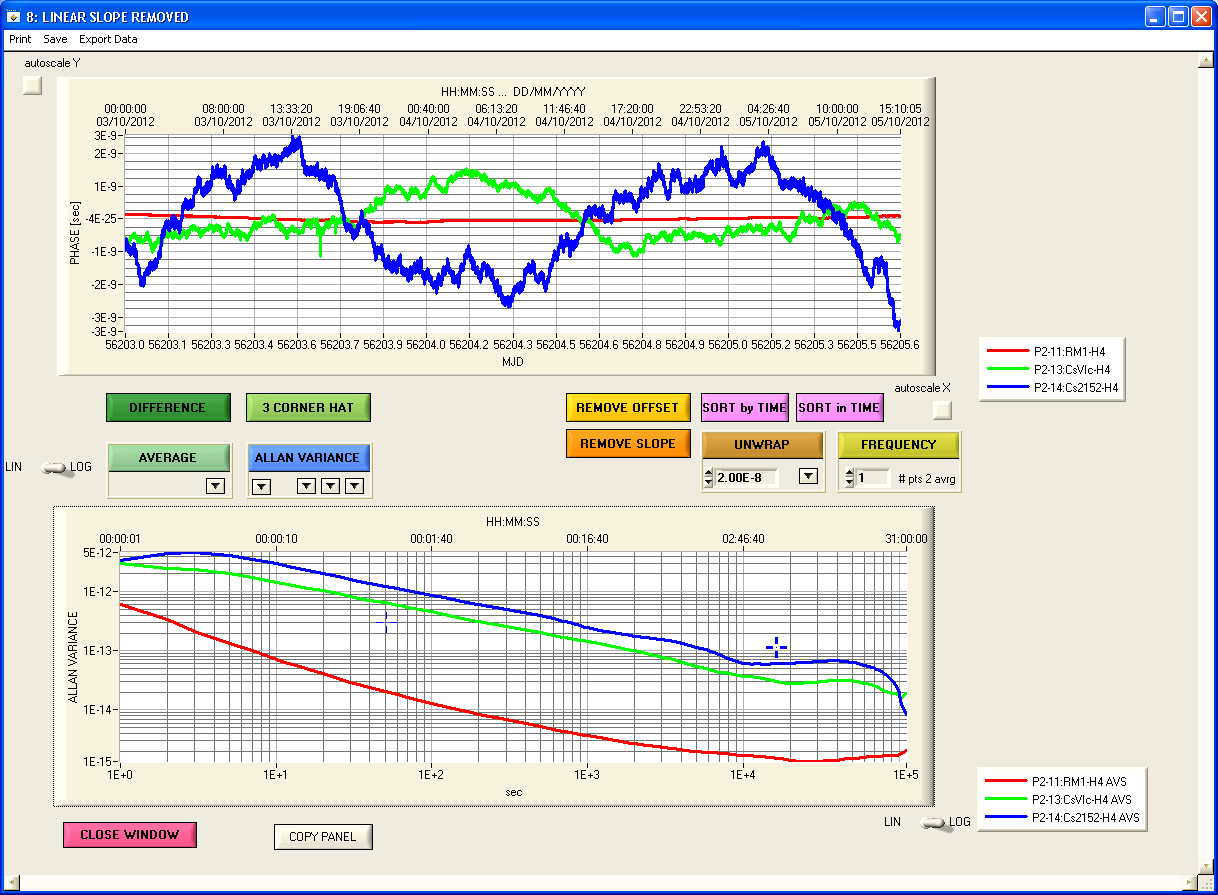 8: LINEAR SLOPE REMOVED
Print Save Export Data
autoscale Y
HH:MM:SS ... DD/MM/YYYY
00:00:00 08:00:00 13:33:20 19:06:40 00:40:00 06:13:20 11:46:40 17:20:00 22:53:20 04:26:40 10:00:00 15:10:05
03/10/2012 03/10/2012 03/10/2012 03/10/2012 04/10/2012 04/10/2012 04/10/2012 04/10/2012 04/10/2012 05/10/2012 05/10/2012 05/10/2012
3E-9
2E-9
1E-9
-4E-25
-1E-9
-2E-9
-3E-9
-3E-9
PHASE [sec]
56203.0 56203.1 56203.3 56203.4 56203.6 56203.7 56203.9 56204.0 56204.2 56204.3 56204.5 56204.6 56204.7 56204.9 56205.0 56205.2 56205.3 56205.5 56205.6
MJD
P2-11:RM1-H4
P2-13:CsVlc-H4
P2-14:Cs2152-H4
autoscale X
DIFFERENCE 3 CORNER HAT REMOVE OFFSET SORT by TIME SORT in TIME
REMOVE SLOPE UNWRAP FREQUENCY
AVERAGE ALLAN VARIANCE
LIN LOG
2.00E-8 1 # pts 2 avrg
HH:MM:SS
00:00:01 00:00:10 00:01:40 00:16:40 02:46:40 31:00:00
5E-12
1E-12
1E-13
1E-14
1E-15
ALLAN VARIANCE
1E+0 1E+1 1E+2 1E+3 1E+4 1E+5
sec
P2-11:RM1-H4 AVS
P2-13:CsVlc-H4 AVS
P2-14:Cs2152-H4 AVS
LIN LOG
CLOSE WINDOW COPY PANEL